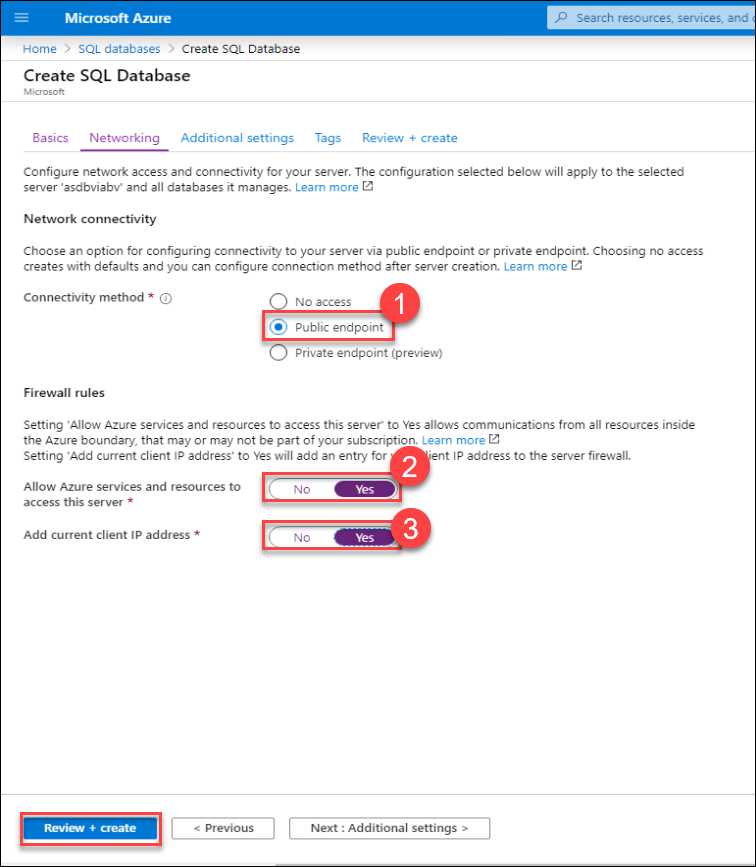 Microsoft Azure
Search resources, services, and
Home > SQL databases > Create SQL Database
Create SQL Database
Microsoft
Basics Networking Additional settings Tags Review + create
Configure network access and connectivity for your server. The configuration selected below will apply to the selected
server 'asdbviabv' and all databases it manages. Learn more
Network connectivity
Choose an option for configuring connectivity to your server via public endpoint or private endpoint. Choosing no access
creates with defaults and you can configure connection method after server creation. Learn more
Connectivity method *
No access
1
Public endpoint
Private endpoint (preview)
Firewall rules
Setting 'Allow Azure services and resources to access this server' to Yes allows communications from all resources inside
the Azure boundary, that may or may not be part of your subscription. Learn more
Setting 'Add current client IP address' to Yes will add an entry for client IP address to the server firewall.
2
Allow Azure services and resources to
access this server *
No Yes
3
Add current client IP address *
No Yes
Review + create
< Previous
Next : Additional settings >